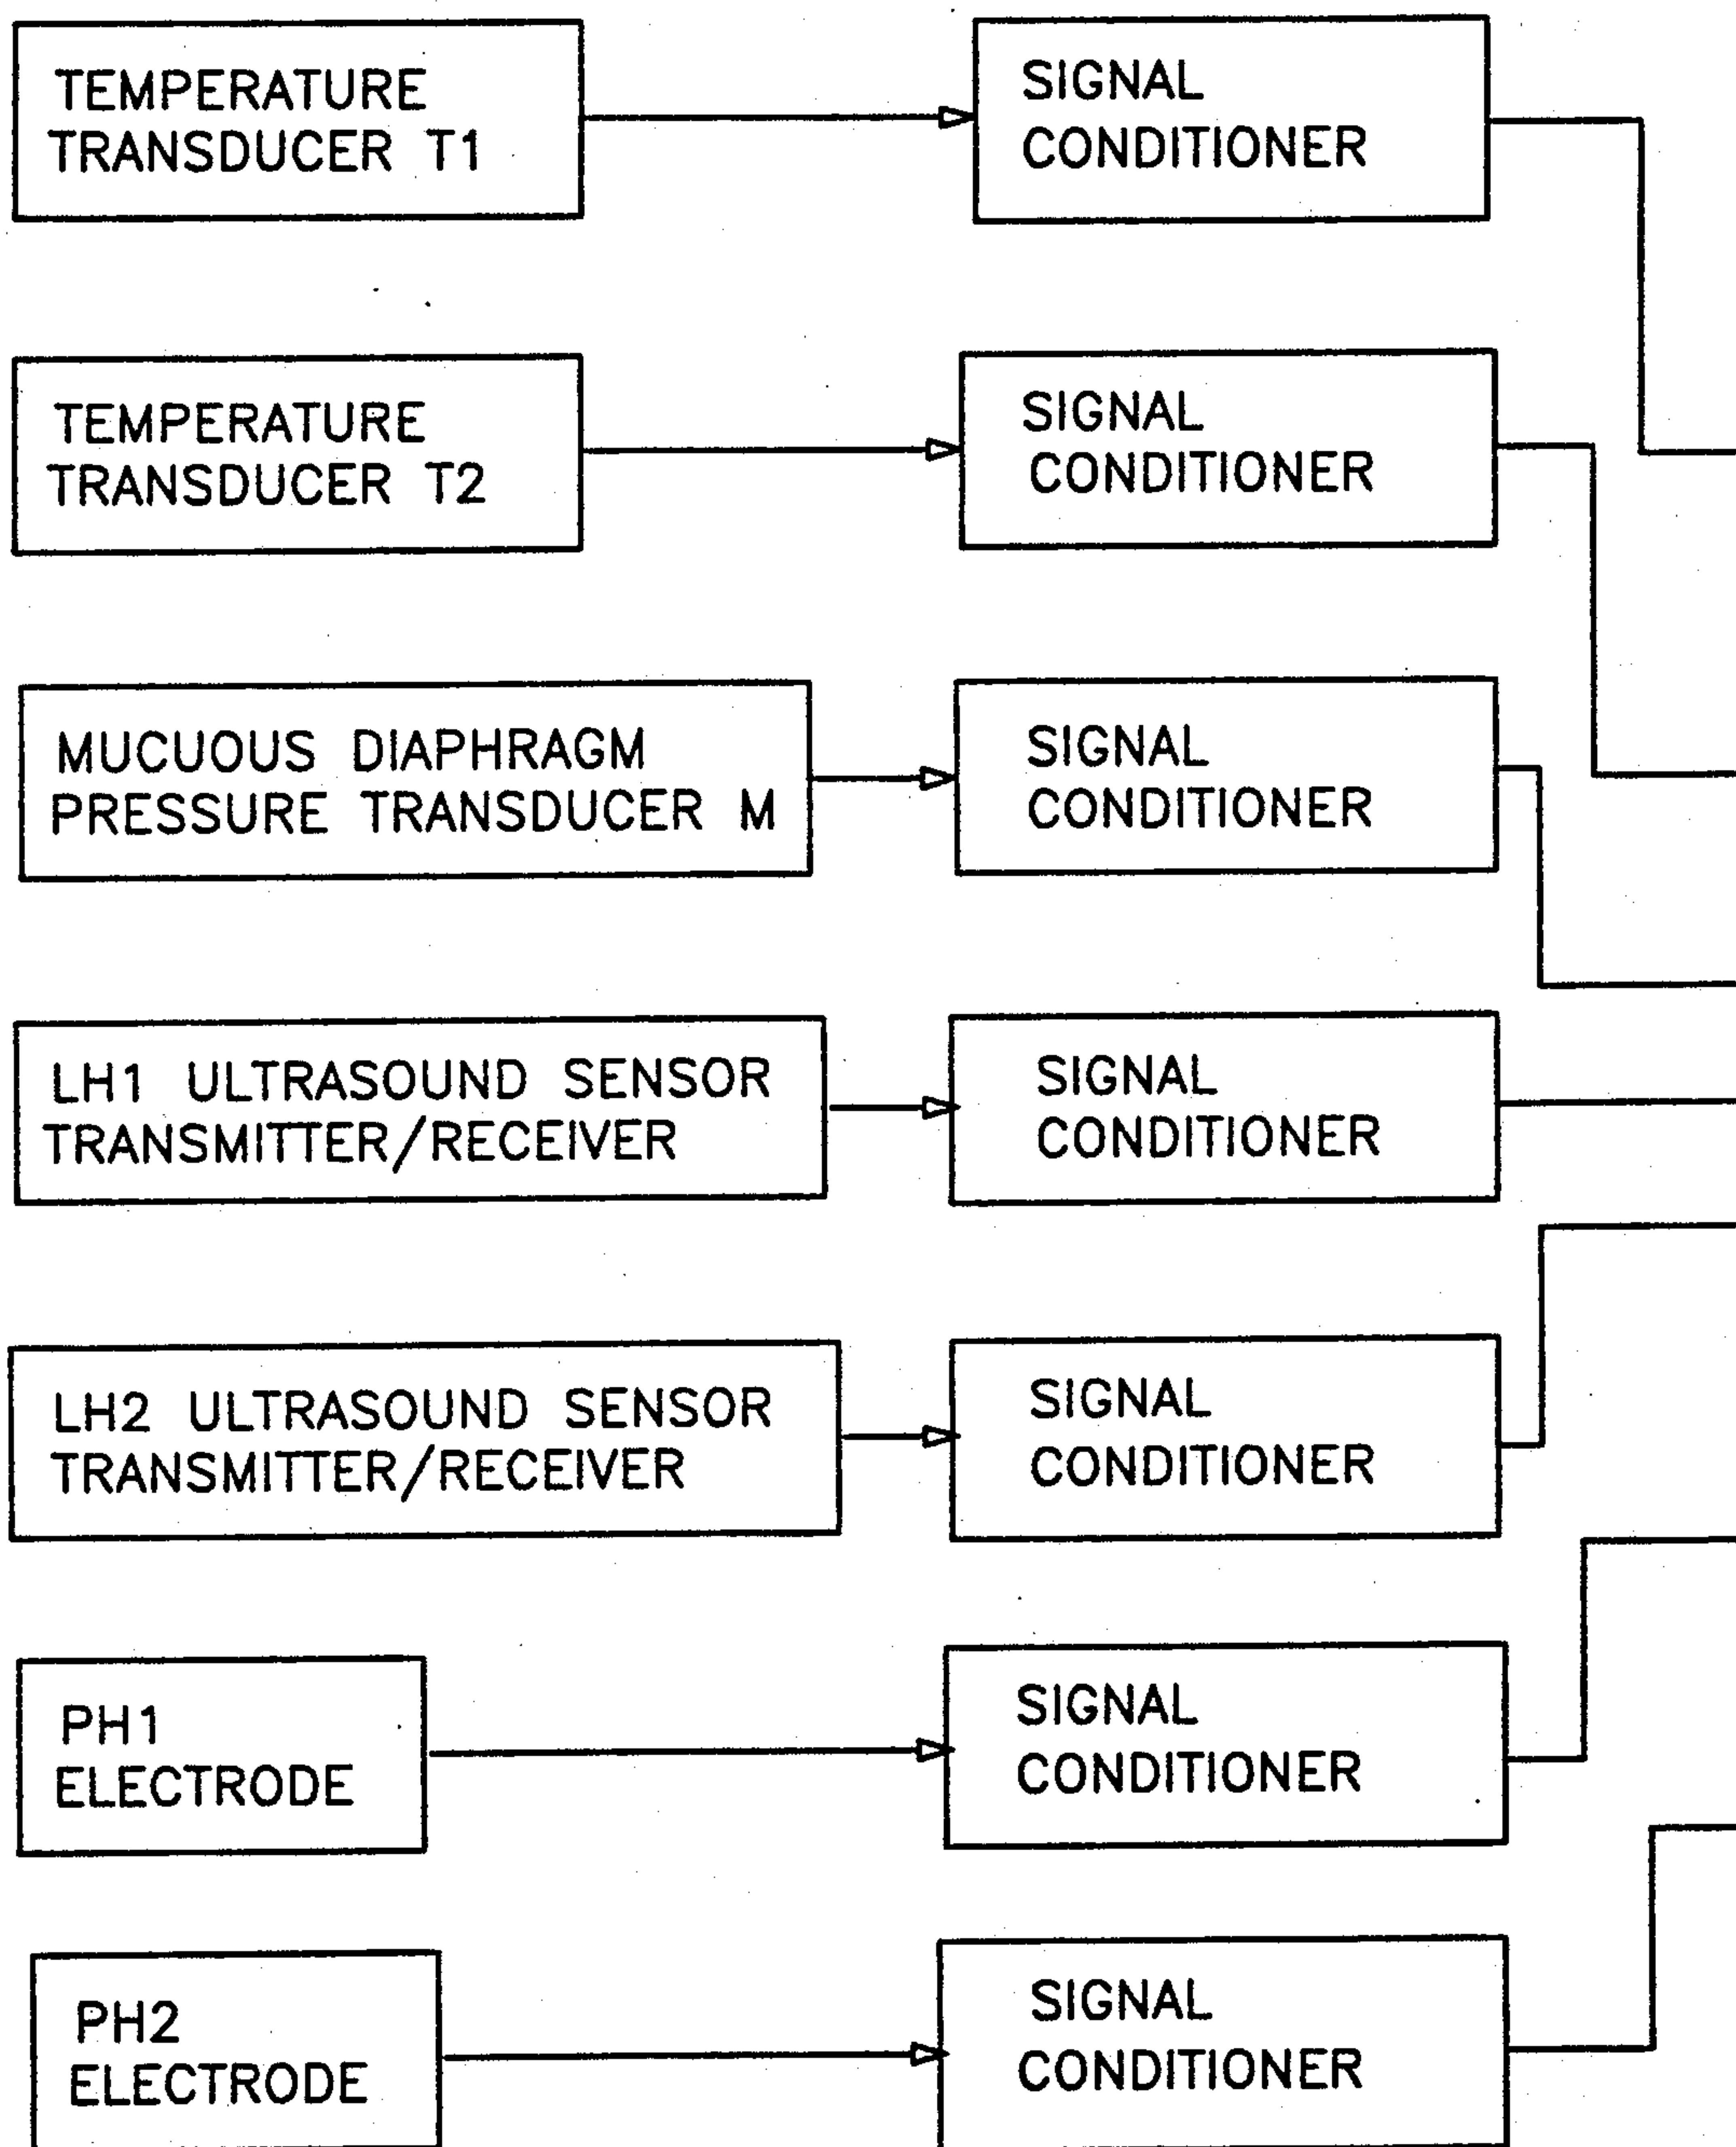 TEMPERATURE
TRANSDUCER T1
SIGNAL
CONDITIONER
TEMPERATURE
TRANSDUCER T2
SIGNAL
CONDITIONER
MUCUOUS DIAPHRAGM
PRESSURE TRANSDUCER M
SIGNAL
CONDITIONER
LH1 ULTRASOUND SENSOR
TRANSMITTER/RECEIVER
SIGNAL
CONDITIONER
LH2 ULTRASOUND SENSOR
TRANSMITTER/RECEIVER
SIGNAL
CONDITIONER
PH1
ELECTRODE
SIGNAL
CONDITIONER
PH2
ELECTRODE
SIGNAL
CONDITIONER